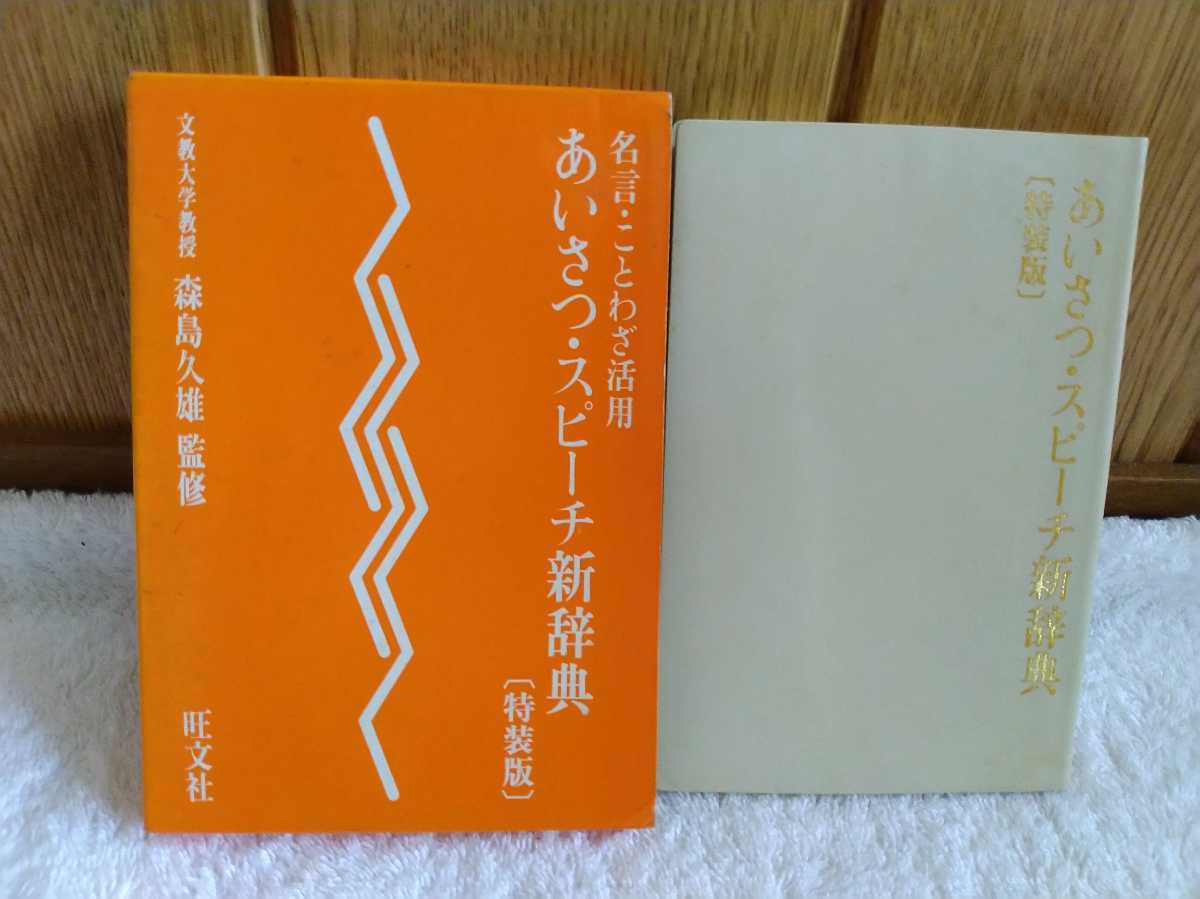 名言・ことわざ活用
あいさつ・スピーチ新辞典
〔特装版〕
文教大学教授 森島久雄 監修
旺文社
あいさつ・スピーチ新辞典
〔特装版〕